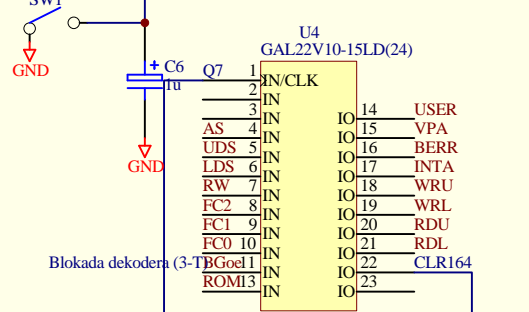 SW1
GND
C6
1u
GND
U4
GAL22V10-15LD(24)
Q7 1 IN/CLK
2 IN
3 IN IO 14 USER
AS 4 IN IO 15 VPA
UDS 5 IN IO 16 BERR
LDS 6 IN IO 17 INTA
RW 7 IN IO 18 WRU
FC2 8 IN IO 19 WRL
FC1 9 IN IO 20 RDU
FC0 10 IN IO 21 RDL
Blokada dekodera (3-T) BGoe 11 IN IO 22 CLR164
ROM 13 IN IO 23